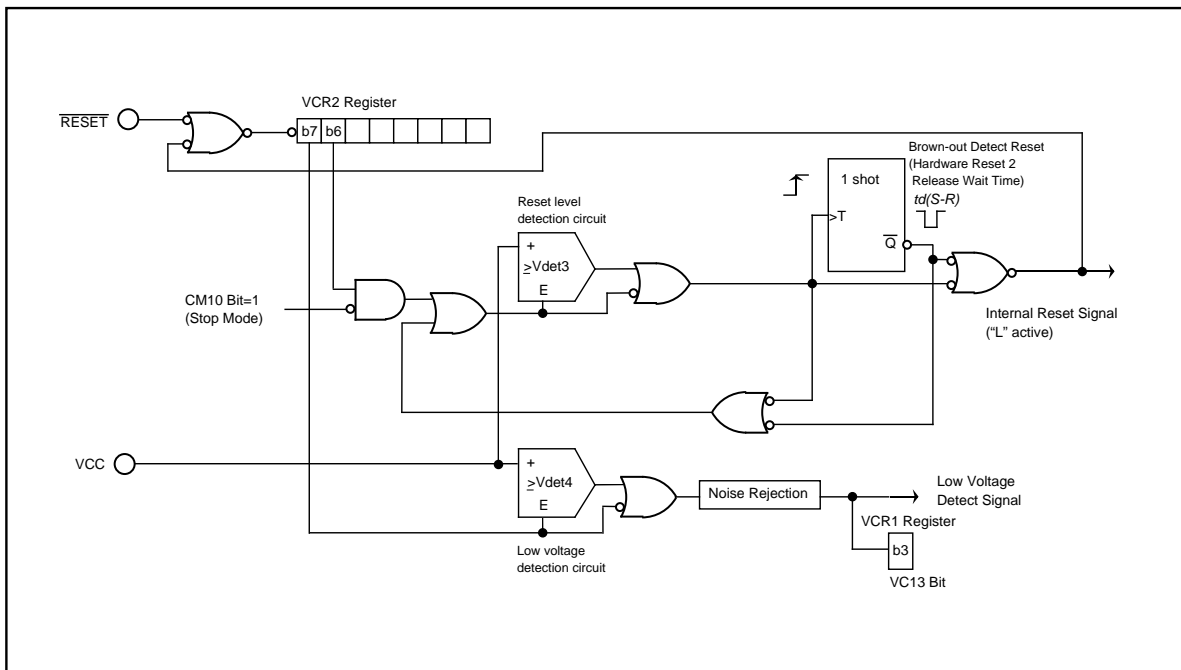 VCR2 Register
RESET
b7 b6
Brown-out Detect Reset
(Hardware Reset 2
Release Wait Time)
td(S-R)
1 shot
>T
Q
Reset level
detection circuit
+
≥Vdet3
E
CM10 Bit=1
(Stop Mode)
Internal Reset Signal
(“L” active)
VCC
+
≥Vdet4
E
Noise Rejection
Low Voltage
Detect Signal
VCR1 Register
b3
VC13 Bit
Low voltage
detection circuit